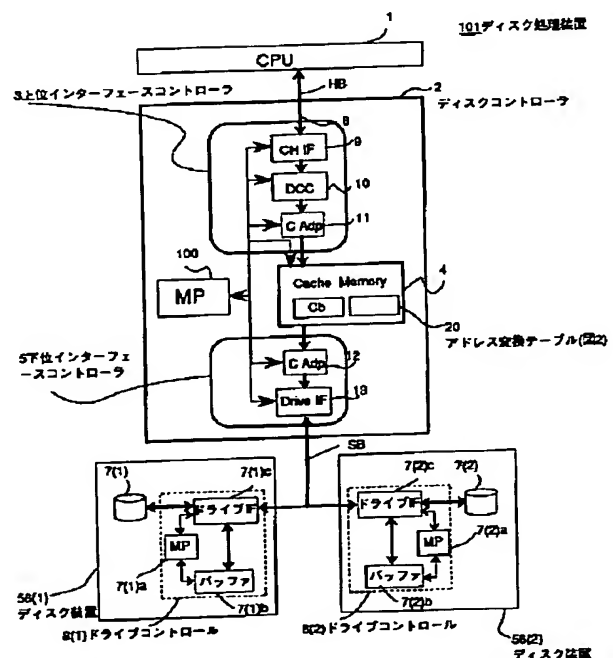 1
101ディスク処理装置
CPU
HB
3上位インターフェースコントローラ
2
ディスクコントローラ
8
CH IF
9
DCC
10
C Adp
11
100
MP
Cache Memory
4
Cb
20
アドレス変換テーブル(図2)
5下位インターフェ
ースコントローラ
C Adp
12
Drive IF
13
SB
7(1)
7(1)c
7(2)c
7(2)
ドライブIF
ドライブIF
MP
MP
7(1)a
7(2)a
バッファ
バッファ
56(1)
7(1)b
7(2)b
ディスク装置
6(1)ドライブコントロール
6(2)ドライブコントロール
56(2)
ディスク装置